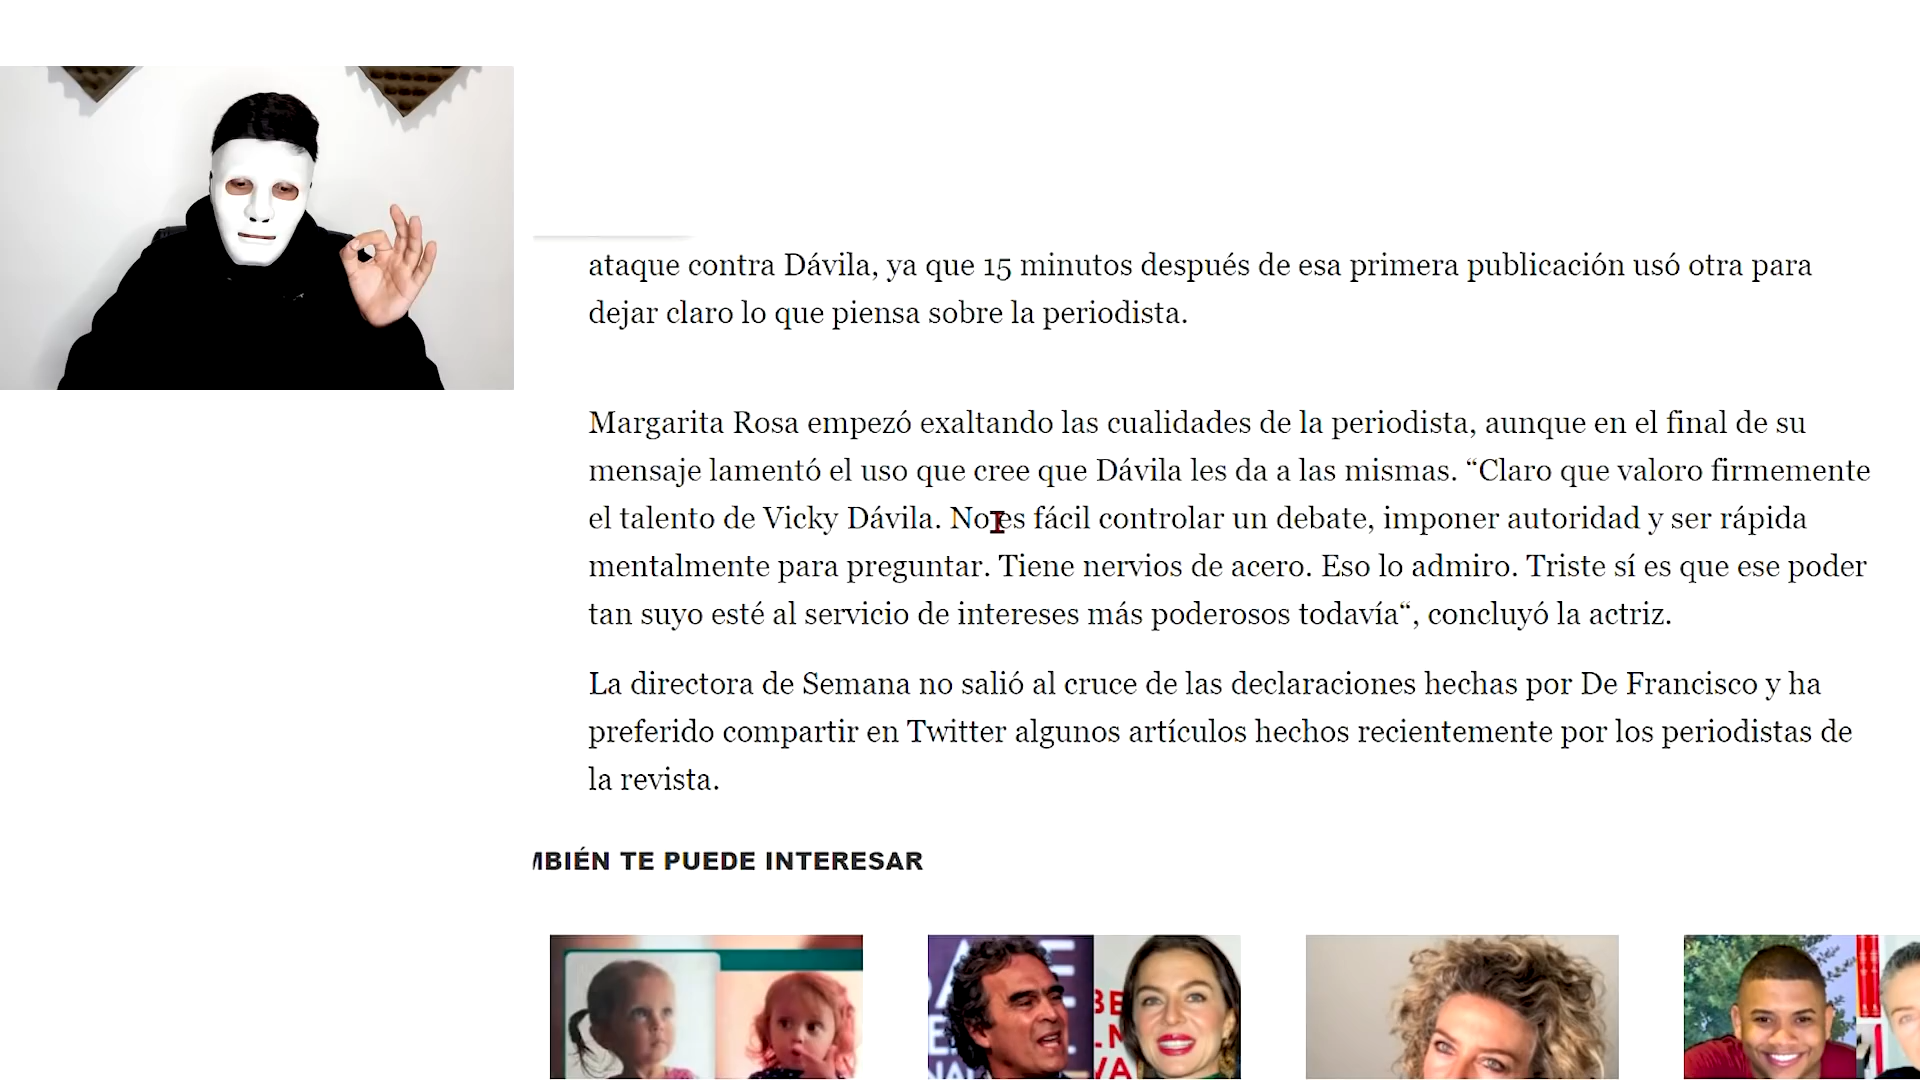 ataque contra Dávila, ya que 15 minutos después de esa primera publicación usó otra para
dejar claro lo que piensa sobre la periodista.
Margarita Rosa empezó exaltando las cualidades de la periodista, aunque en el final de su
mensaje lamentó el uso que cree que Dávila les da a las mismas. “Claro que valoro firmemente
el talento de Vicky Dávila. No es fácil controlar un debate, imponer autoridad y ser rápida
mentalmente para preguntar. Tiene nervios de acero. Eso lo admiro. Triste sí es que ese poder
tan suyo esté al servicio de intereses más poderosos todavía“, concluyó la actriz.
La directora de Semana no salió al cruce de las declaraciones hechas por De Francisco y ha
preferido compartir en Twitter algunos artículos hechos recientemente por los periodistas de
la revista.
MBIÉN TE PUEDE INTERESAR